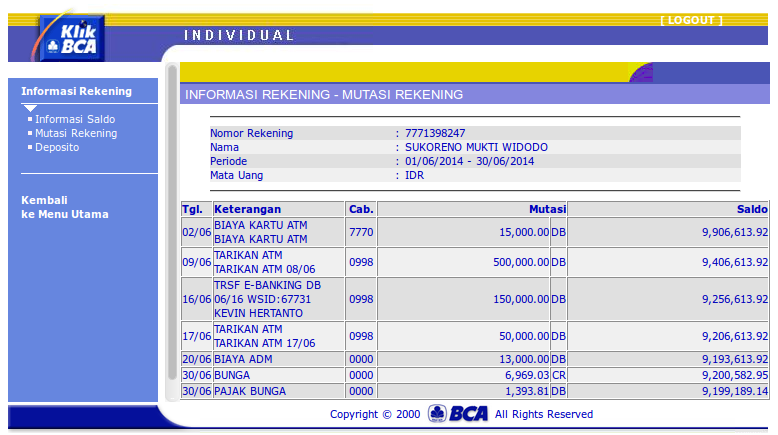 [ LOGOUT ]
Klik
BCA
INDIVIDUAL
Informasi Rekening
Informasi Saldo
Mutasi Rekening
Deposito
Kembali
ke Menu Utama
INFORMASI REKENING - MUTASI REKENING
Nomor Rekening : 7771398247
Nama : SUKORENO MUKTI WIDODO
Periode : 01/06/2014 - 30/06/2014
Mata Uang : IDR
Tgl. Keterangan Cab. Mutasi Saldo
02/06 BIAYA KARTU ATM 7770 15,000.00 DB 9,906,613.92
BIAYA KARTU ATM
09/06 TARIKAN ATM 0998 500,000.00 DB 9,406,613.92
TARIKAN ATM 08/06
16/06 TRSF E-BANKING DB 0998 150,000.00 DB 9,256,613.92
06/16 WSID:67731
KEVIN HERTANTO
17/06 TARIKAN ATM 0998 50,000.00 DB 9,206,613.92
TARIKAN ATM 17/06
20/06 BIAYA ADM 0000 13,000.00 DB 9,193,613.92
30/06 BUNGA 0000 6,969.03 CR 9,200,582.95
30/06 PAJAK BUNGA 0000 1,393.81 DB 9,199,189.14
Copyright © 2000 BCA All Rights Reserved